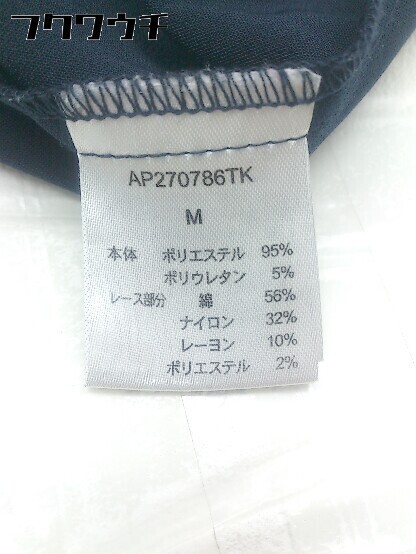 フクワウチ
AP270786TK
M
本体 ポリエステル 95%
ポリウレタン 5%
レース部分 綿 56%
ナイロン 32%
レーヨン 10%
ポリエステル 2%